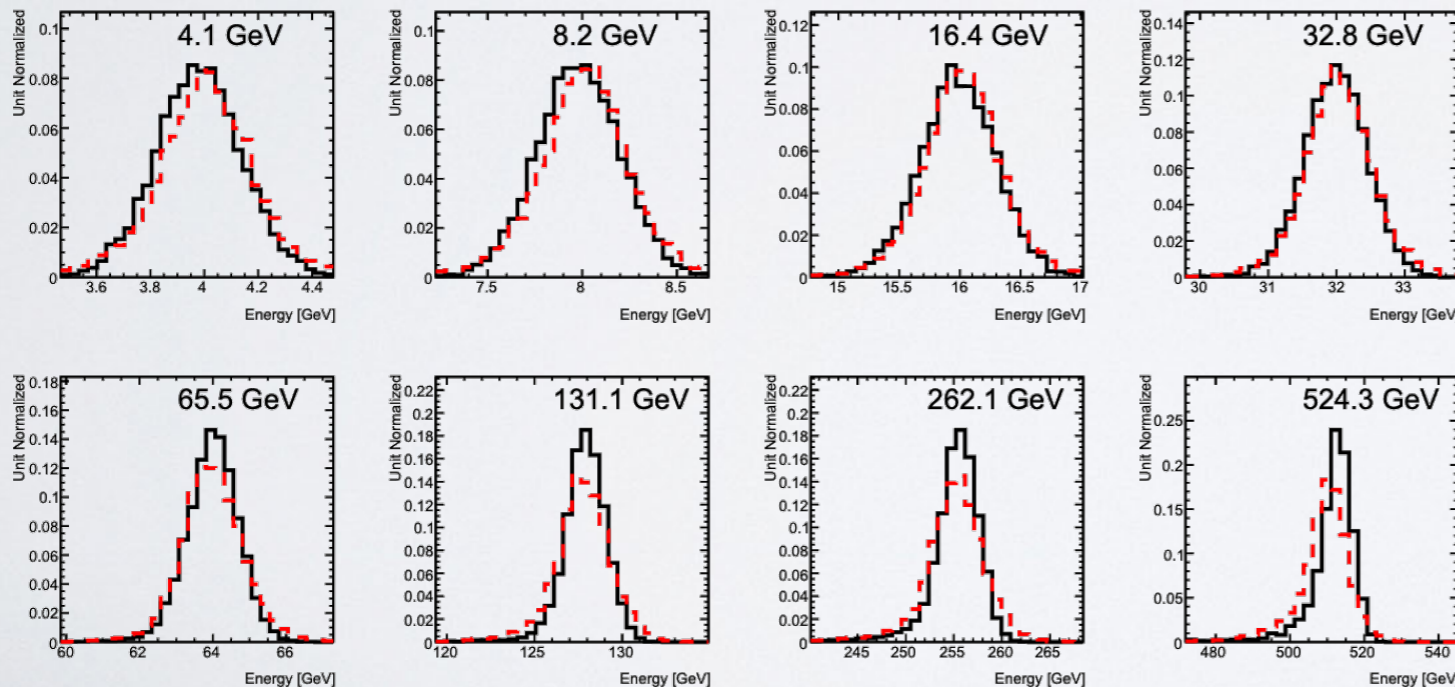 4.1 GeV
Unit Normalized
0.1
0.08
0.06
0.04
0.02
0
3.6 3.8 4 4.2 4.4
Energy [GeV]
8.2 GeV
Unit Normalized
0.1
0.08
0.06
0.04
0.02
0
7.5 8 8.5
Energy [GeV]
16.4 GeV
Unit Normalized
0.12
0.1
0.08
0.06
0.04
0.02
0
15 15.5 16 16.5 17
Energy [GeV]
32.8 GeV
Unit Normalized
0.14
0.12
0.1
0.08
0.06
0.04
0.02
0
30 31 32 33
Energy [GeV]
65.5 GeV
Unit Normalized
0.18
0.16
0.14
0.12
0.1
0.08
0.06
0.04
0.02
0
60 62 64 66
Energy [GeV]
131.1 GeV
Unit Normalized
0.22
0.2
0.18
0.16
0.14
0.12
0.1
0.08
0.06
0.04
0.02
0
120 125 130
Energy [GeV]
262.1 GeV
Unit Normalized
0.22
0.2
0.18
0.16
0.14
0.12
0.1
0.08
0.06
0.04
0.02
0
245 250 255 260 265
Energy [GeV]
524.3 GeV
Unit Normalized
0.25
0.2
0.15
0.1
0.05
0
480 500 520 540
Energy [GeV]